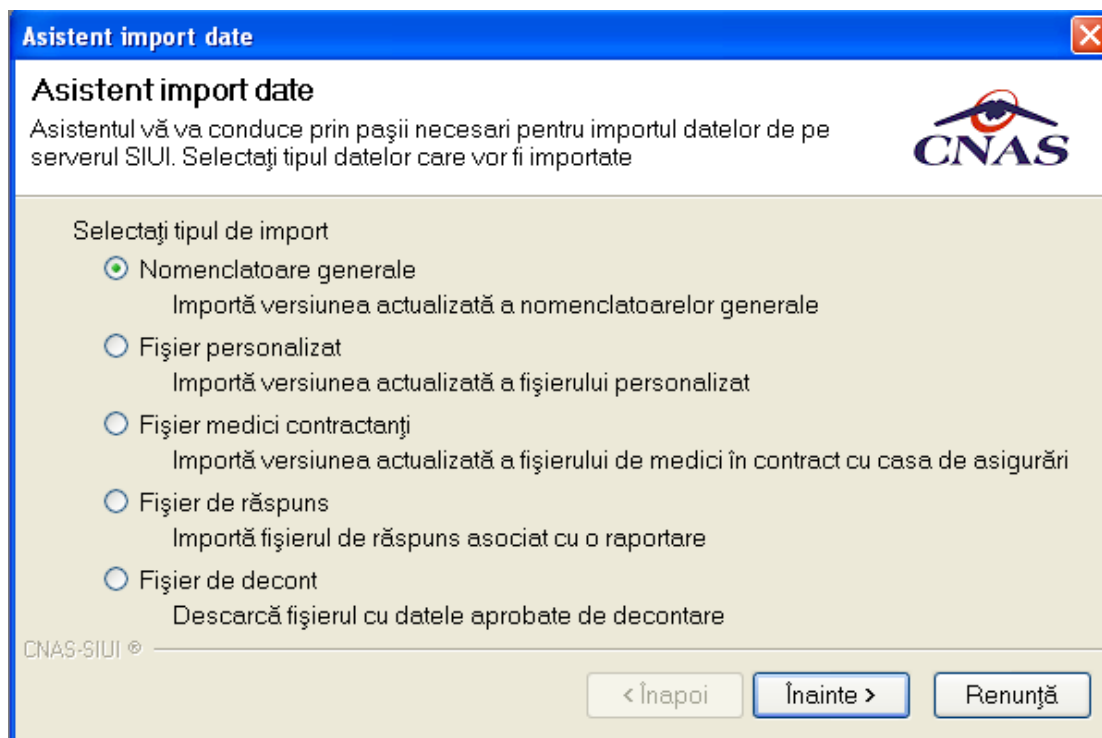 Asistent import date
Asistent import date
Asistentul vă va conduce prin paşii necesari pentru importul datelor de pe
serverul SIUI. Selectaţi tipul datelor care vor fi importate
CNAS
Selectaţi tipul de import
Nomenclatoare generale
Importă versiunea actualizată a nomenclatoarelor generale
Fişier personalizat
Importă versiunea actualizată a fişierului personalizat
Fişier medici contractanţi
Importă versiunea actualizată a fişierului de medici în contract cu casa de asigurări
Fişier de răspuns
Importă fişierul de răspuns asociat cu o raportare
Fişier de decont
Descarcă fişierul cu datele aprobate de decontare
CNAS-SIUI ®
< Înapoi
Înainte >
Renunţă